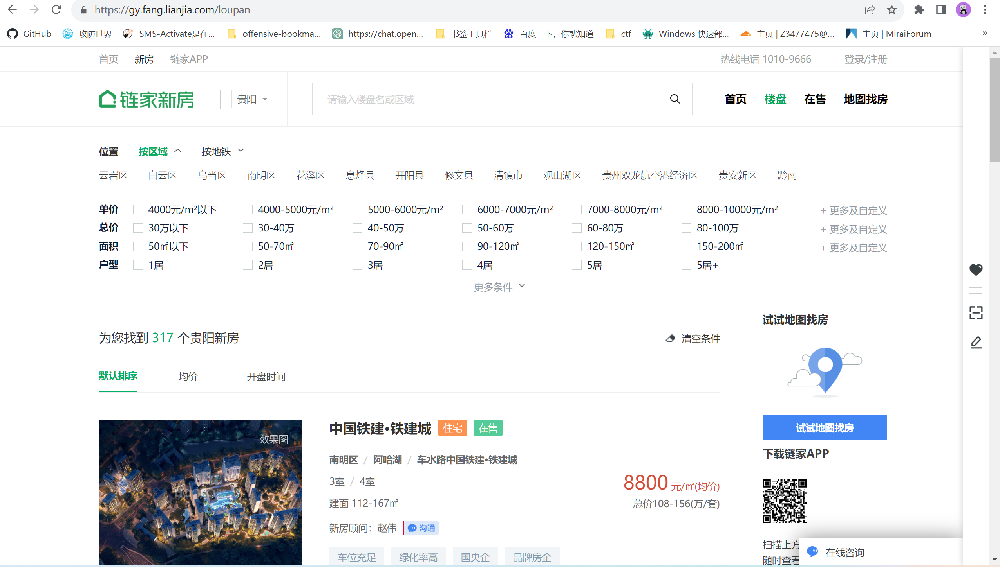 https://gy.fang.lianjia.com/loupan
GitHub 攻防世界 SMS-Activate是在... offensive-bookma... https://chat.open... 书签工具栏 百度一下，你就知道 ctf Windows 快速部... 主页 | Z3477475@... 主页 | MiraiForum »
首页 新房 链家APP 热线电话 1010-9666 登录/注册
链家新房 贵阳 请输入楼盘名或区域 首页 楼盘 在售 地图找房
位置 按区域 按地铁
云岩区 白云区 乌当区 南明区 花溪区 息烽县 开阳县 修文县 清镇市 观山湖区 贵州双龙航空港经济区 贵安新区 黔南
单价 4000元/m²以下 4000-5000元/m² 5000-6000元/m² 6000-7000元/m² 7000-8000元/m² 8000-10000元/m² + 更多及自定义
总价 30万以下 30-40万 40-50万 50-60万 60-80万 80-100万 + 更多及自定义
面积 50㎡以下 50-70㎡ 70-90㎡ 90-120㎡ 120-150㎡ 150-200㎡ + 更多及自定义
户型 1居 2居 3居 4居 5居 5居+
更多条件
为您找到 317 个贵阳新房 清空条件
默认排序 均价 开盘时间
效果图
中国铁建·铁建城 住宅 在售
南明区 / 阿哈湖 / 车水路中国铁建·铁建城
3室 / 4室
建面 112-167㎡
8800 元/㎡(均价)
总价108-156(万/套)
新房顾问：赵伟 沟通
车位充足 绿化率高 国央企 品牌房企
试试地图找房
试试地图找房
下载链家APP
扫描上方
随时查看
在线咨询